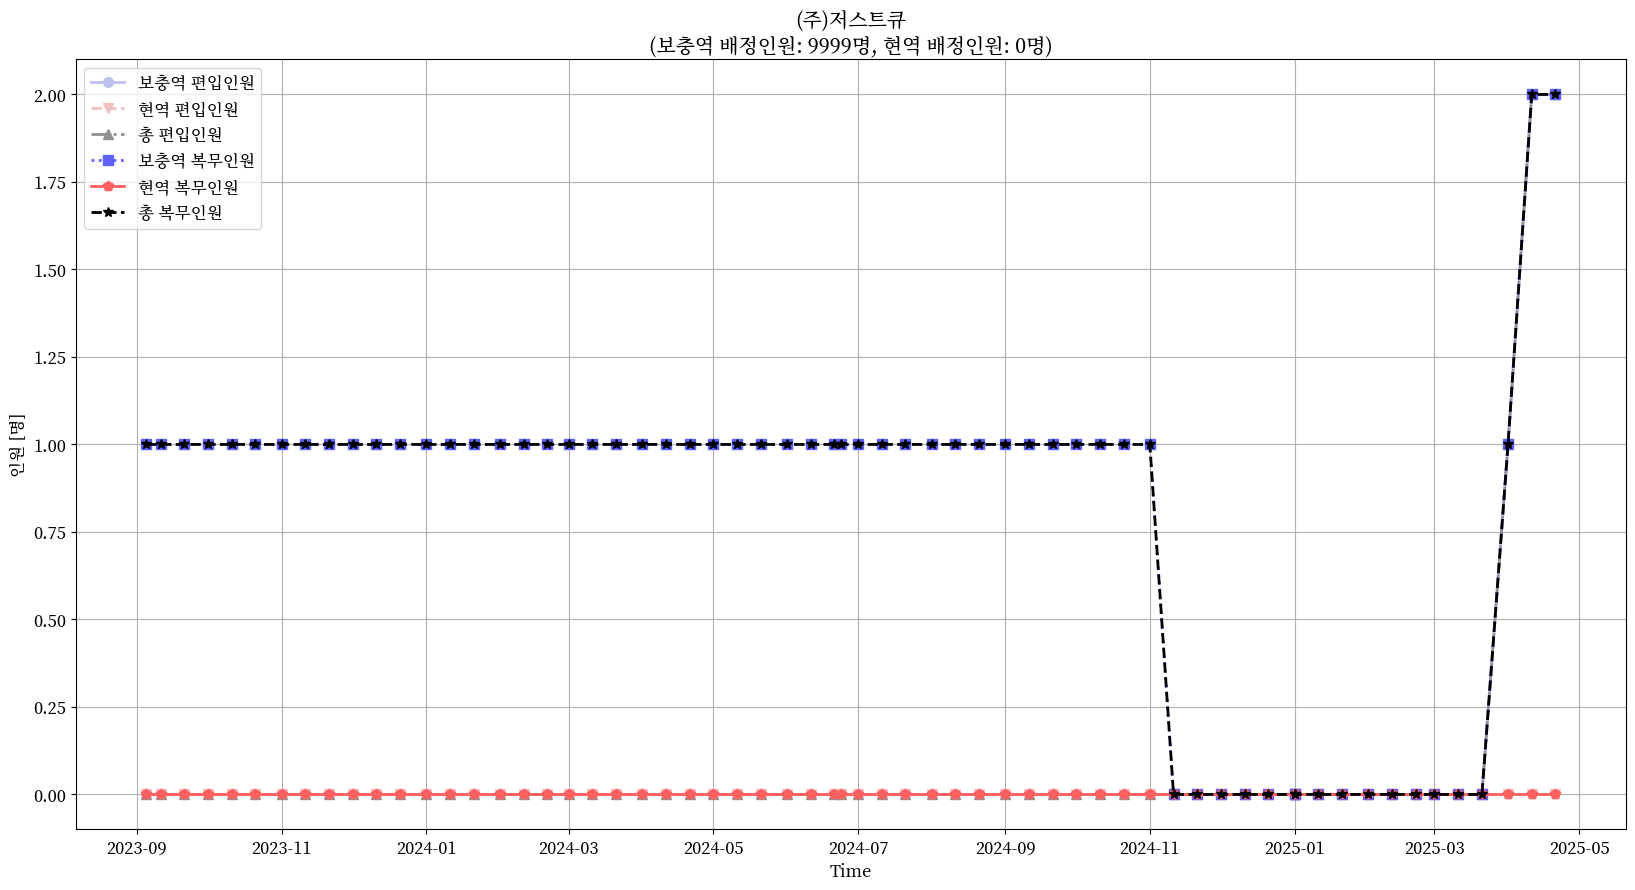 (주)저스트큐
(보충역 배정인원: 9999명, 현역 배정인원: 0명)
보충역 편입인원
현역 편입인원
총 편입인원
보충역 복무인원
현역 복무인원
총 복무인원
2.00
1.75
1.50
1.25
1.00
0.75
0.50
0.25
0.00
인원 [명]
2023-09 2023-11 2024-01 2024-03 2024-05 2024-07 2024-09 2024-11 2025-01 2025-03 2025-05
Time